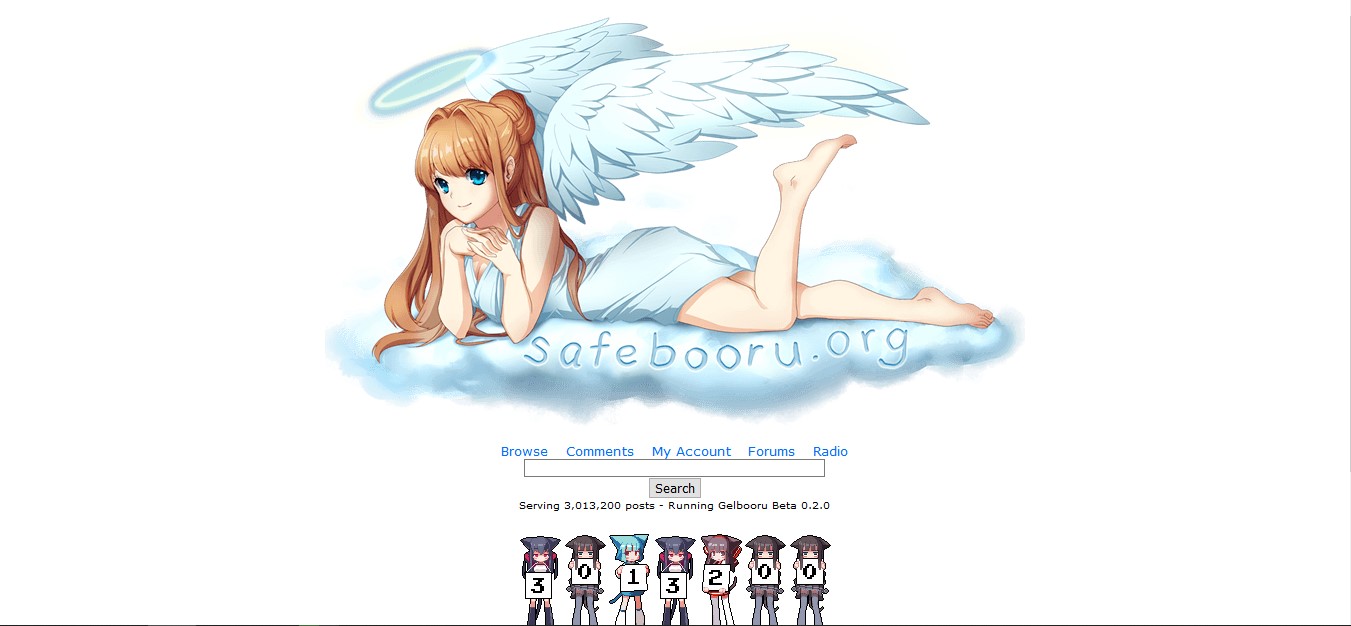 safebooru.org
Browse Comments My Account Forums Radio
Search
Serving 3,013,200 posts - Running Gelbooru Beta 0.2.0
3 0 1 3 2 0 0